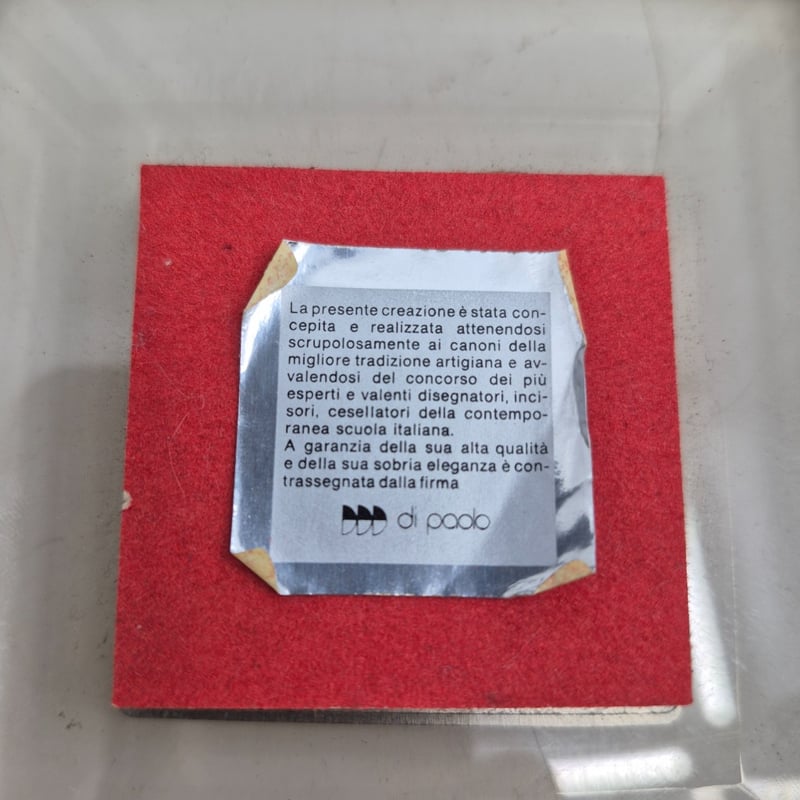 La presente creazione è stata con-
cepita e realizzata attenendosi
scrupolosamente ai canoni della
migliore tradizione artigiana e av-
valendosi del concorso dei più
esperti e valenti disegnatori, inci-
sori, cesellatori della contempo-
ranea scuola italiana.
A garanzia della sua alta qualità
e della sua sobria eleganza è con-
trassegnata dalla firma
DDD di paolo